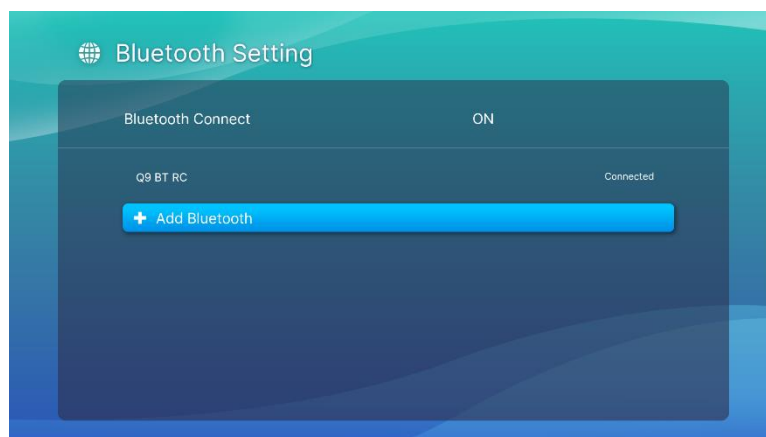 Bluetooth Setting
Bluetooth Connect ON
Q9 BT RC Connected
Add Bluetooth